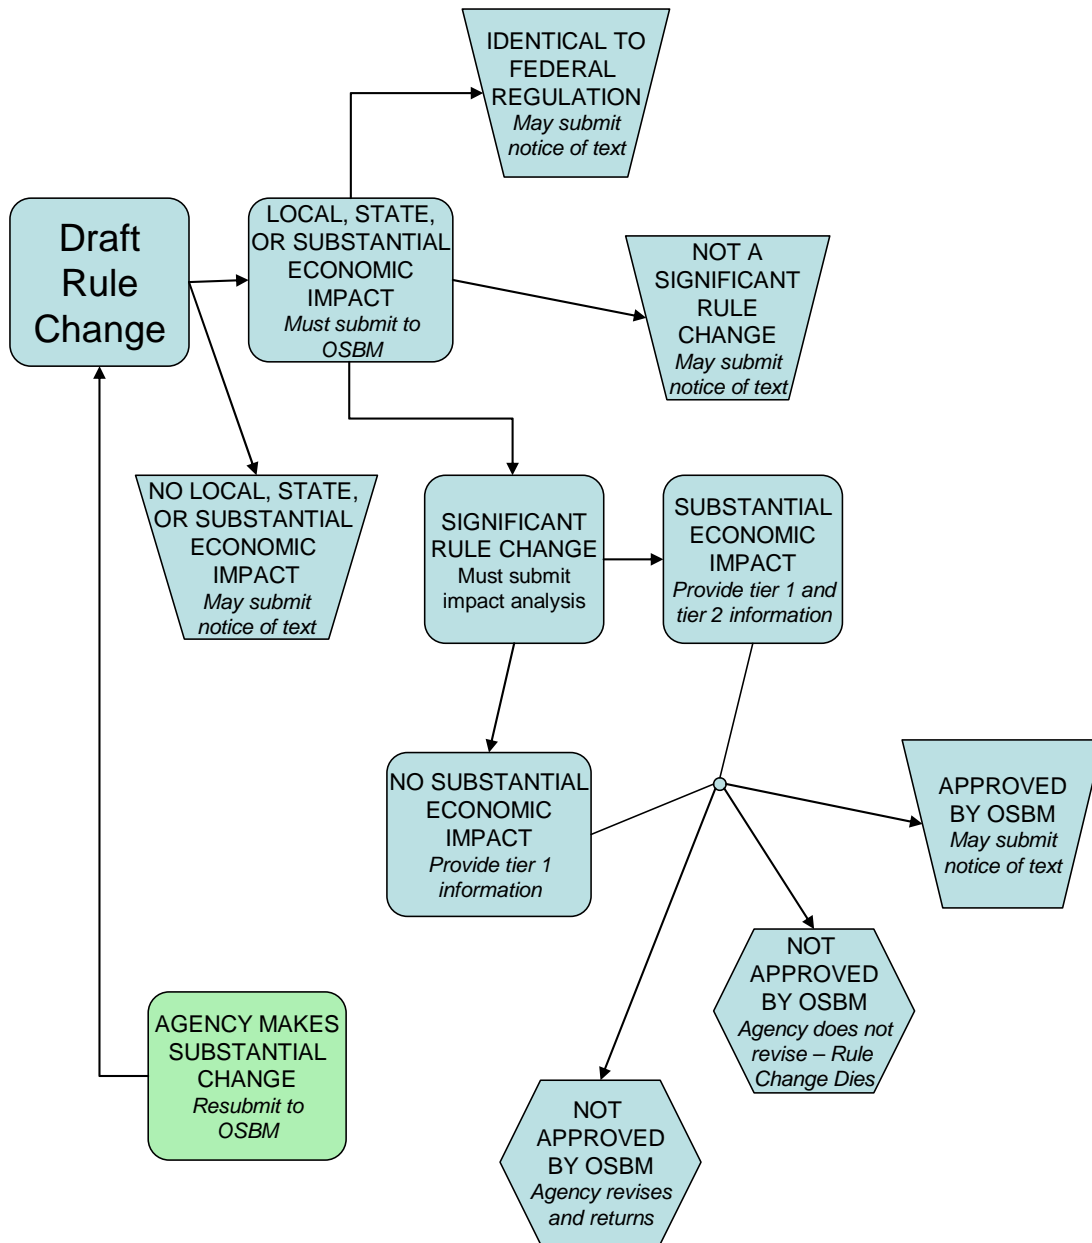 IDENTICAL TO
FEDERAL
REGULATION
May submit
notice of text
Draft
Rule
Change
LOCAL, STATE,
OR SUBSTANTIAL
ECONOMIC
IMPACT
Must submit to
OSBM
NOT A
SIGNIFICANT
RULE
CHANGE
May submit
notice of text
NO LOCAL, STATE,
OR SUBSTANTIAL
ECONOMIC
IMPACT
May submit
notice of text
SIGNIFICANT
RULE CHANGE
Must submit
impact analysis
SUBSTANTIAL
ECONOMIC
IMPACT
Provide tier 1 and
tier 2 information
NO SUBSTANTIAL
ECONOMIC
IMPACT
Provide tier 1
information
APPROVED
BY OSBM
May submit
notice of text
NOT
APPROVED
BY OSBM
Agency does not
revise – Rule
Change Dies
AGENCY MAKES
SUBSTANTIAL
CHANGE
Resubmit to
OSBM
NOT
APPROVED
BY OSBM
Agency revises
and returns